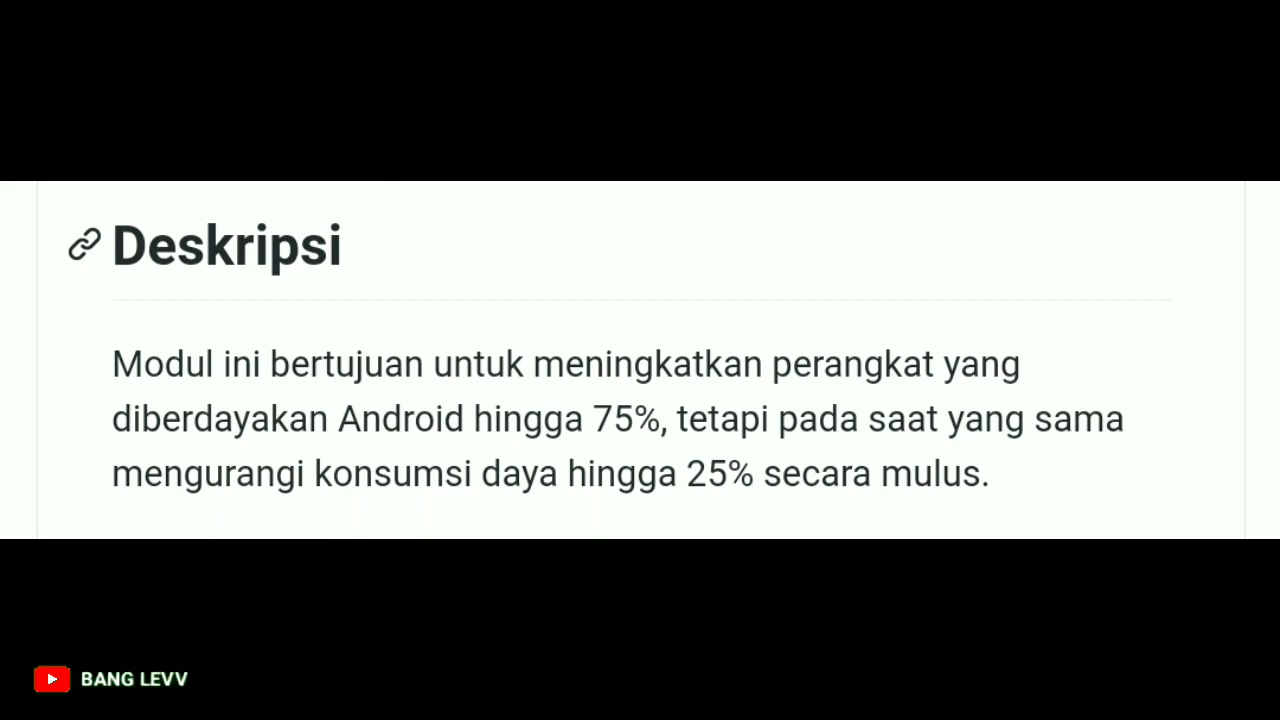 Deskripsi
Modul ini bertujuan untuk meningkatkan perangkat yang
diberdayakan Android hingga 75%, tetapi pada saat yang sama
mengurangi konsumsi daya hingga 25% secara mulus.
BANG LEVV